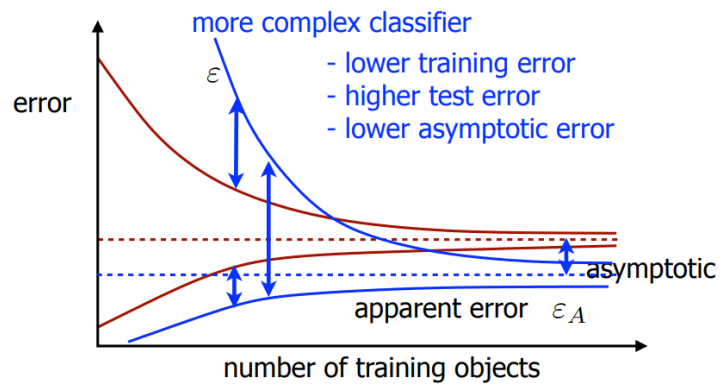 more complex classifier
- lower training error
- higher test error
- lower asymptotic error
ε
error
asymptotic
apparent error ε_A
number of training objects